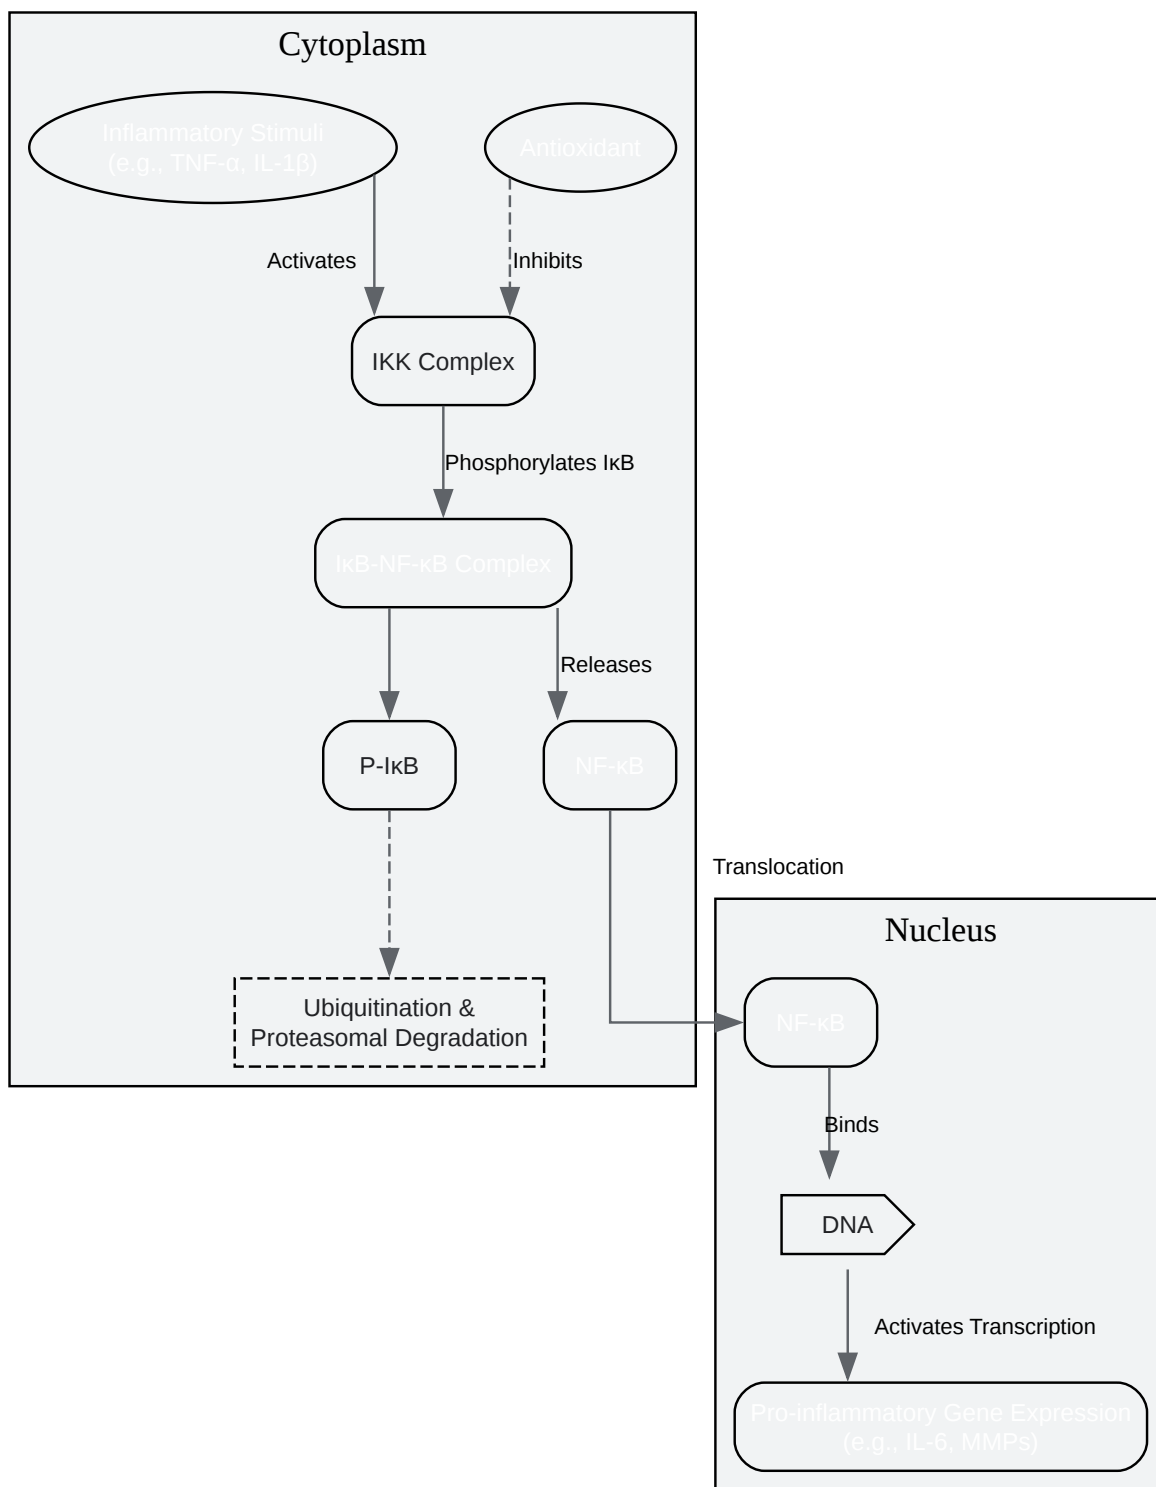 Cytoplasm
Inflammatory Stimuli
(e.g., TNF-α, IL-1β)
Antioxidant
Activates
Inhibits
IKK Complex
Phosphorylates IκB
IκB-NF-κB Complex
Releases
P-IκB
NF-κB
Translocation
Nucleus
Ubiquitination &
Proteasomal Degradation
NF-κB
Binds
DNA
Activates Transcription
Pro-inflammatory Gene Expression
(e.g., IL-6, MMPs)